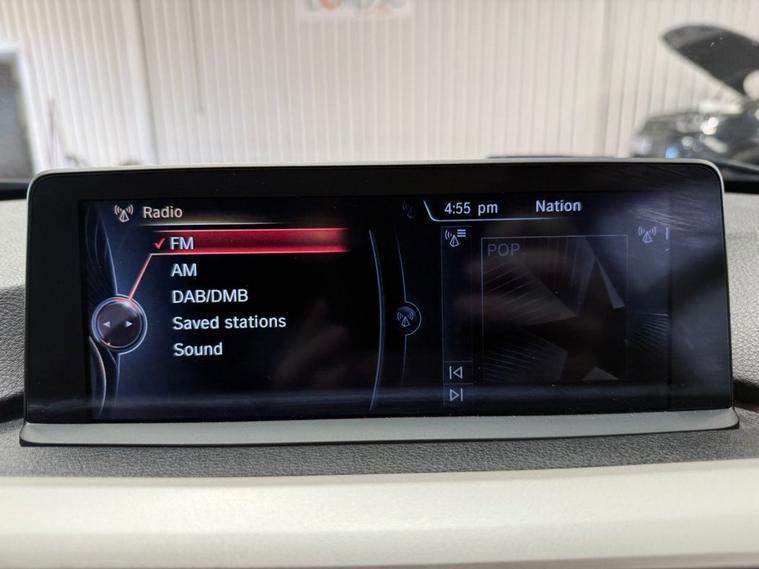 Radio
4:55 pm
Nation
FM
AM
DAB/DMB
Saved stations
Sound
POP